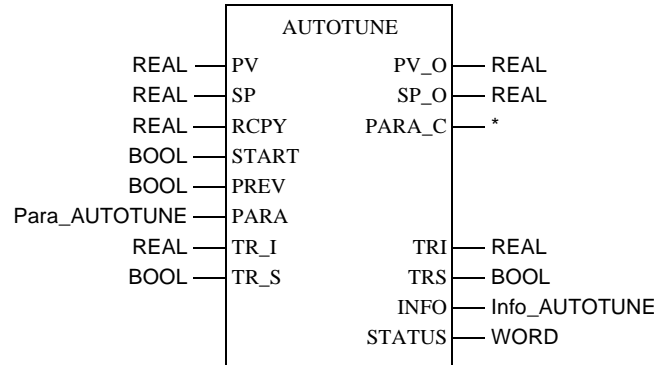 AUTOTUNE
REAL PV PV_O REAL
REAL SP SP_O REAL
REAL RCPY PARA_C *
BOOL START
BOOL PREV
Para_AUTOTUNE PARA
REAL TR_I TRI REAL
BOOL TR_S TRS BOOL
INFO Info_AUTOTUNE
STATUS WORD